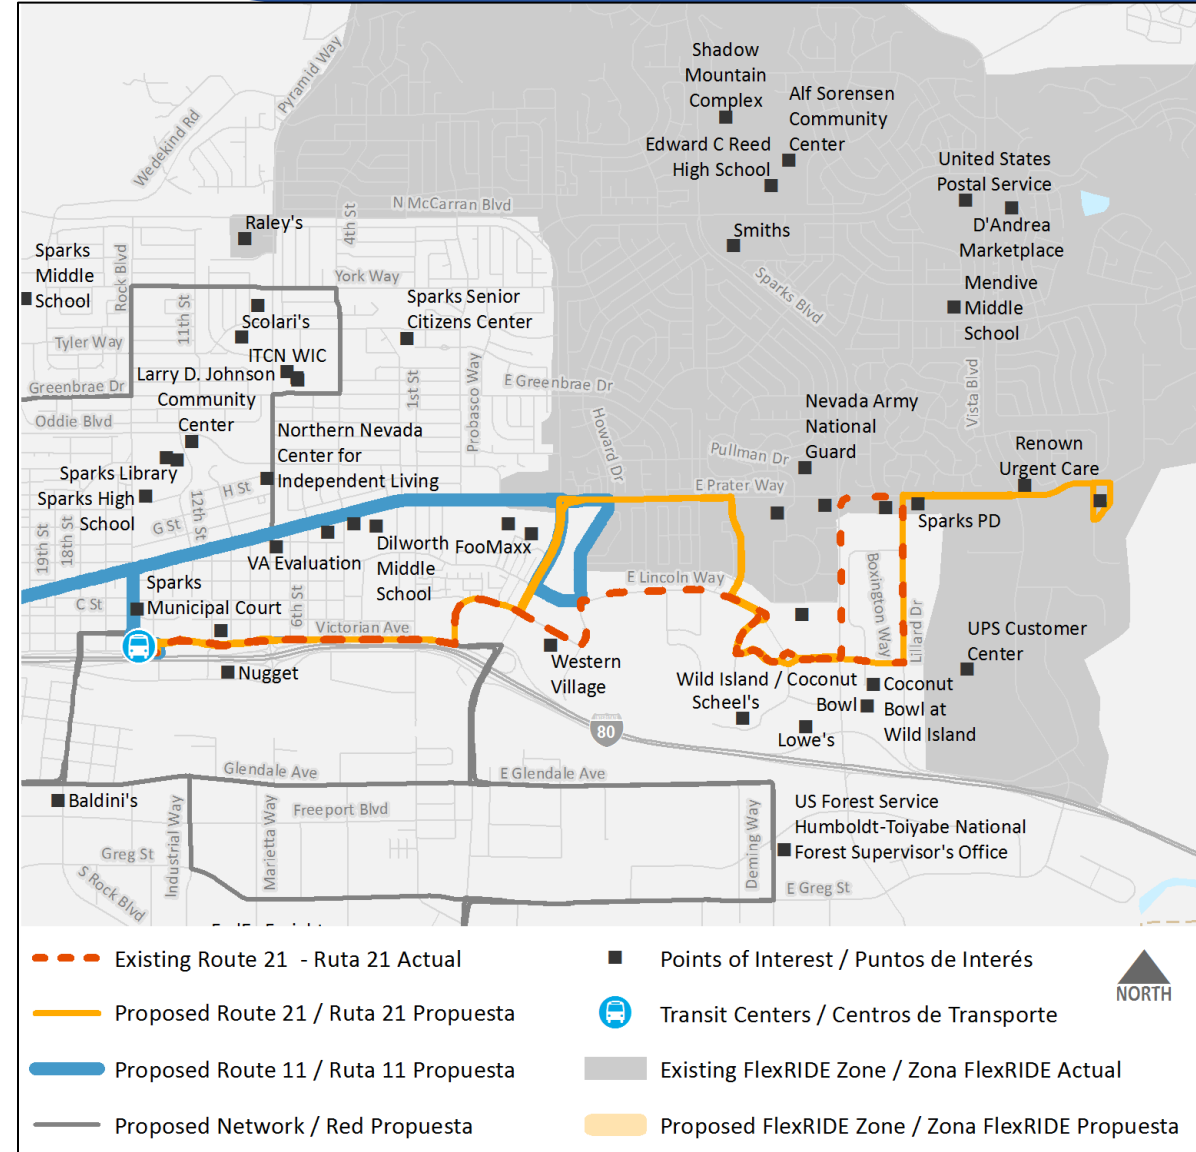 Shadow
Mountain
Complex
Alf Sorensen
Community
Center
Edward C Reed
High School
Pyramid Way
Wedekind Rd
United States
Postal Service
D'Andrea
Marketplace
N McCarran Blvd
4th St
Raley's
Smiths
Sparks
Middle
School
Rock Blvd
York Way
Sparks Blvd
Mendive
Middle
School
Sparks Senior
Citizens Center
11th St
Scolari's
Tyler Way
ITCN WIC
Larry D. Johnson
Community
Center
Greenbrae Dr
E Greenbrae Dr
1st St
Probasco Way
Vista Blvd
Oddie Blvd
Howard Dr
Nevada Army
National
Guard
Northern Nevada
Center for
Independent Living
Pullman Dr
Renown
Urgent Care
Sparks Library
H St
E Prater Way
Sparks High
School
12th St
G St
19th St
18th St
Sparks PD
VA Evaluation
Dilworth
Middle
School
FooMaxx
Boxington Way
E Lincoln Way
Lillard Dr
C St
Sparks
Municipal Court
6th St
Victorian Ave
UPS Customer
Center
Nugget
Western
Village
Wild Island / Coconut
Bowl
Scheel's
Coconut
Bowl at
Wild Island
Lowe's
80
Glendale Ave
E Glendale Ave
Baldini's
Industrial Way
Marietta Way
Freeport Blvd
Deming Way
US Forest Service
Humboldt-Toiyabe National
Forest Supervisor's Office
Greg St
S Rock Blvd
E Greg St
Existing Route 21 - Ruta 21 Actual
Points of Interest / Puntos de Interés
NORTH
Proposed Route 21 / Ruta 21 Propuesta
Transit Centers / Centros de Transporte
Proposed Route 11 / Ruta 11 Propuesta
Existing FlexRIDE Zone / Zona FlexRIDE Actual
Proposed Network / Red Propuesta
Proposed FlexRIDE Zone / Zona FlexRIDE Propuesta